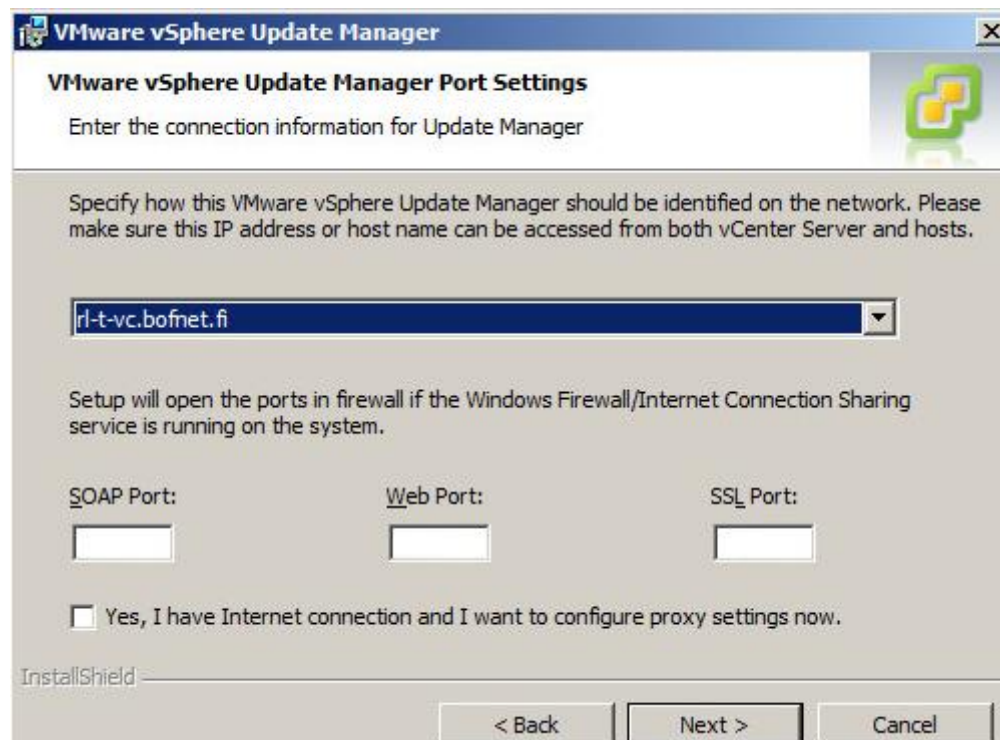 VMware vSphere Update Manager
VMware vSphere Update Manager Port Settings
Enter the connection information for Update Manager
Specify how this VMware vSphere Update Manager should be identified on the network. Please
make sure this IP address or host name can be accessed from both vCenter Server and hosts.
rl-t-vc.bofnet.fi
Setup will open the ports in firewall if the Windows Firewall/Internet Connection Sharing
service is running on the system.
SOAP Port: Web Port: SSL Port:
Yes, I have Internet connection and I want to configure proxy settings now.
InstallShield
< Back Next > Cancel